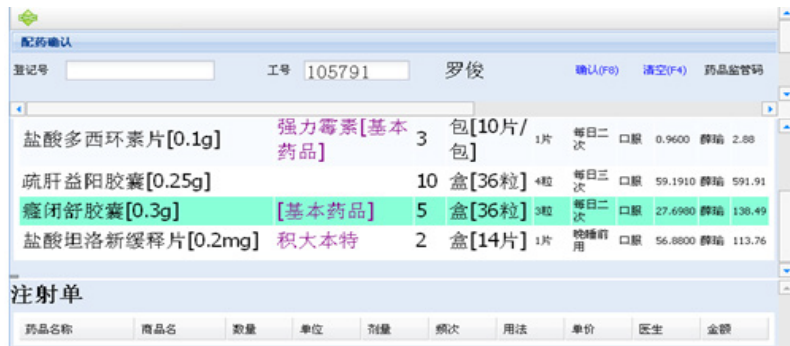 配药确认
登记号 工号 105791 罗俊 确认(F8) 清空(F4) 药品监管码
盐酸多西环素片[0.1g] 强力霉素[基本药品] 3 包[10片/包] 1片 每日二次 口服 0.9600 薛瑜 2.88
疏肝益阳胶囊[0.25g] 10 盒[36粒] 4粒 每日三次 口服 59.1910 薛瑜 591.91
癃闭舒胶囊[0.3g] [基本药品] 5 盒[36粒] 3粒 每日二次 口服 27.6980 薛瑜 138.49
盐酸坦洛新缓释片[0.2mg] 积大本特 2 盒[14片] 1片 晚睡前用 口服 56.8800 薛瑜 113.76
注射单
药品名称 商品名 数量 单位 剂量 频次 用法 单价 医生 金额